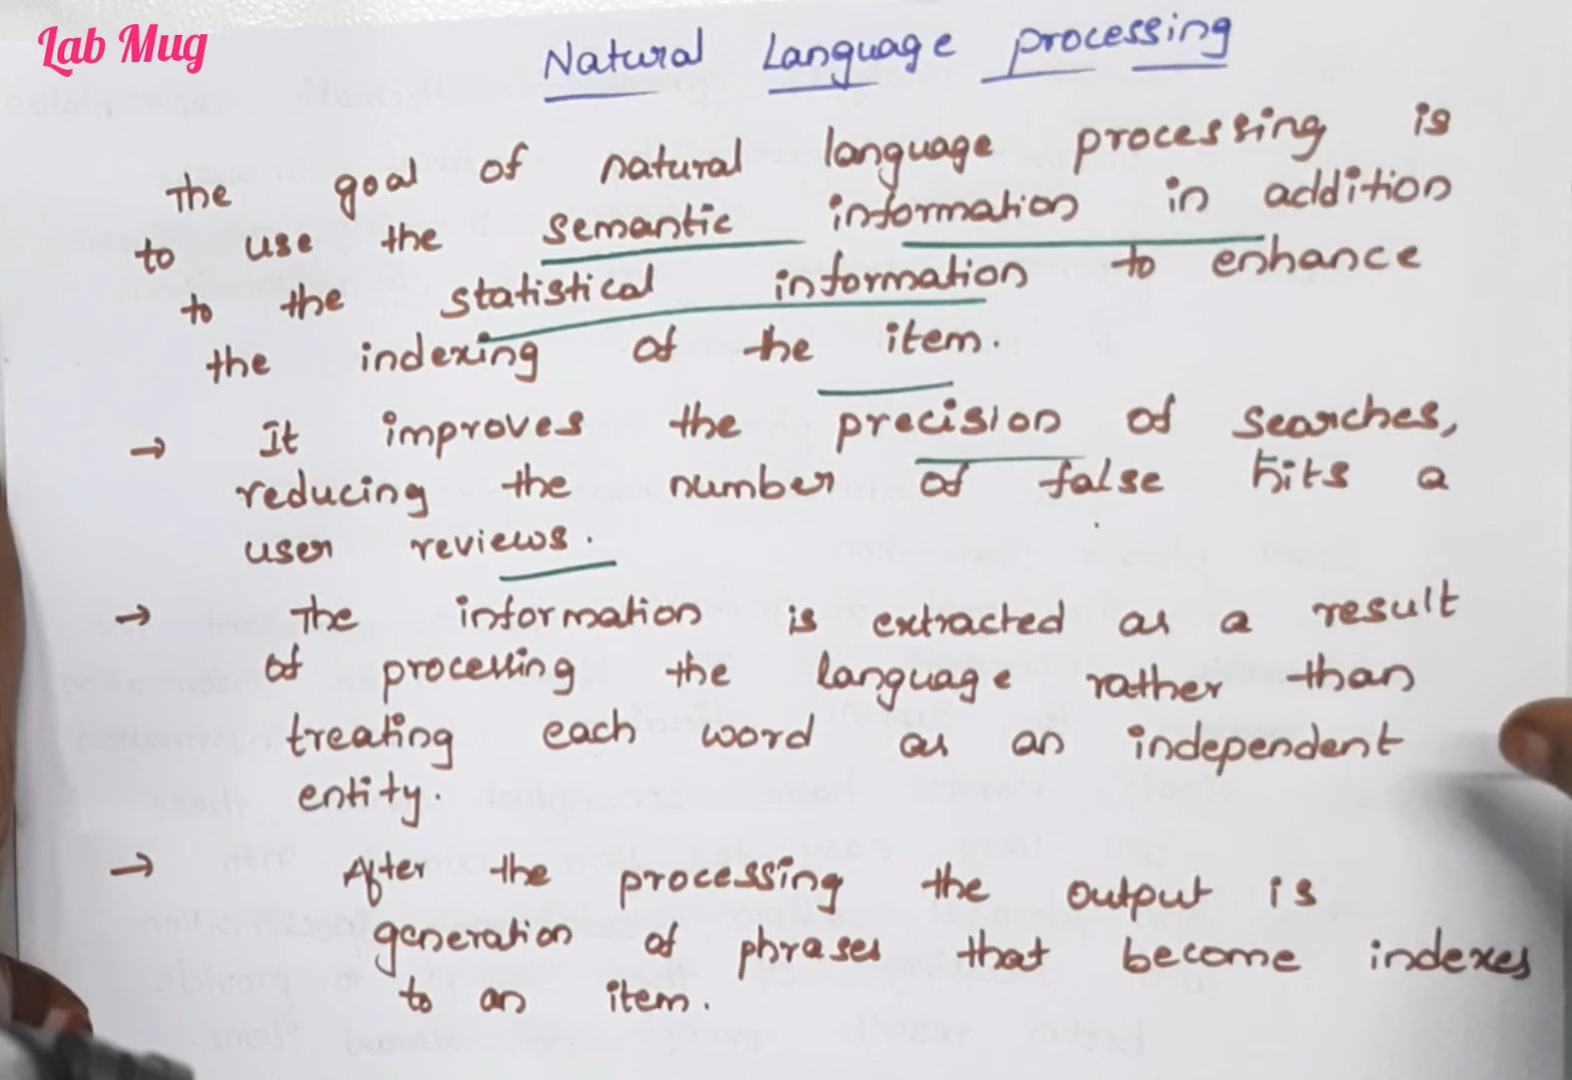 Lab Mug
Natural Language processing
the goal of natural language processing is
to use the semantic information in addition
to the statistical information to enhance
the indexing of the item.
→ It improves the precision of searches,
reducing the number of false hits a
user reviews.
→ the information is extracted as a result
of processing the language rather than
treating each word as an independent
entity.
→ After the processing the output is
generation of phrases that become indexes
to an item.